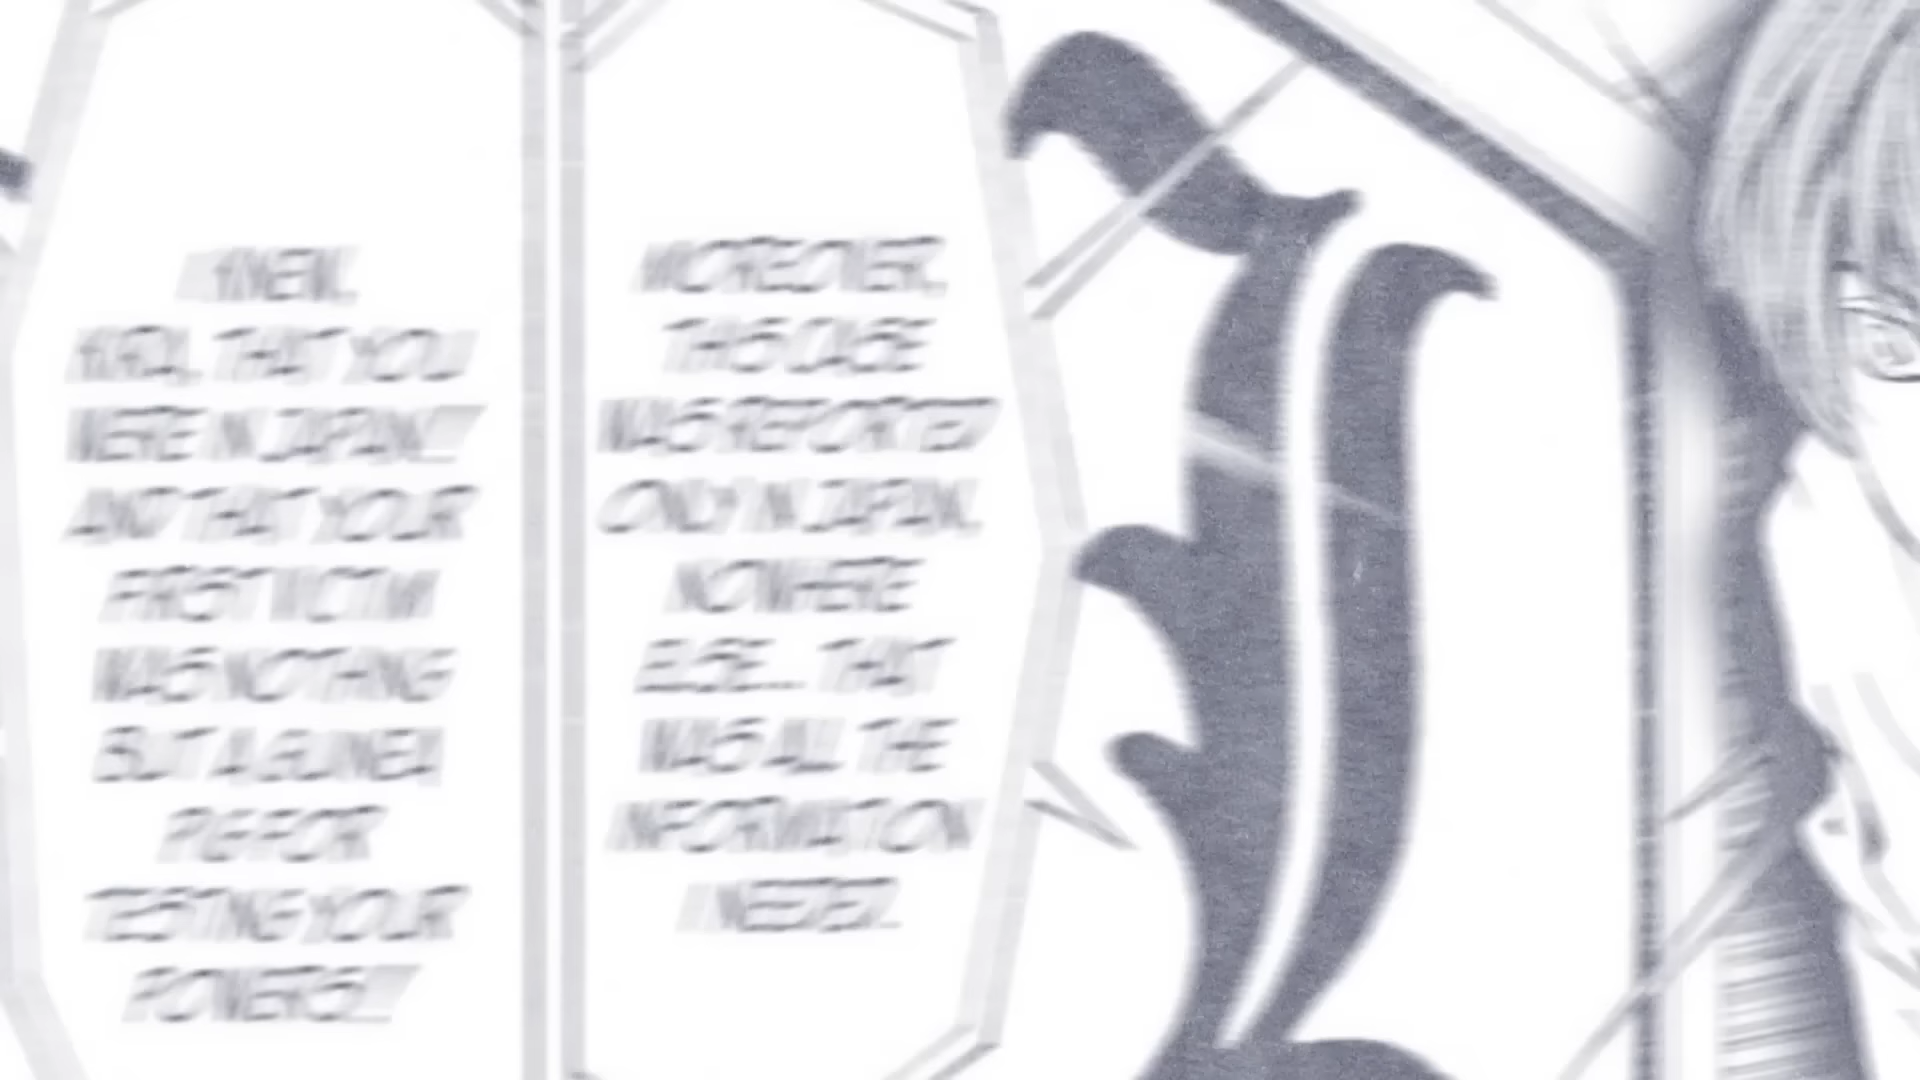 L
MOREOVER,
THIS CASE
WAS REPORTED
ONLY IN JAPAN,
NOWHERE
ELSE... THAT
WAS ALL THE
INFORMATION
I NEEDED.
I KNEW,
KIRA, THAT YOU
WERE IN JAPAN!!
AND THAT YOUR
FIRST VICTIM
WAS NOTHING
BUT A GUINEA
PIG FOR
TESTING YOUR
POWERS!!